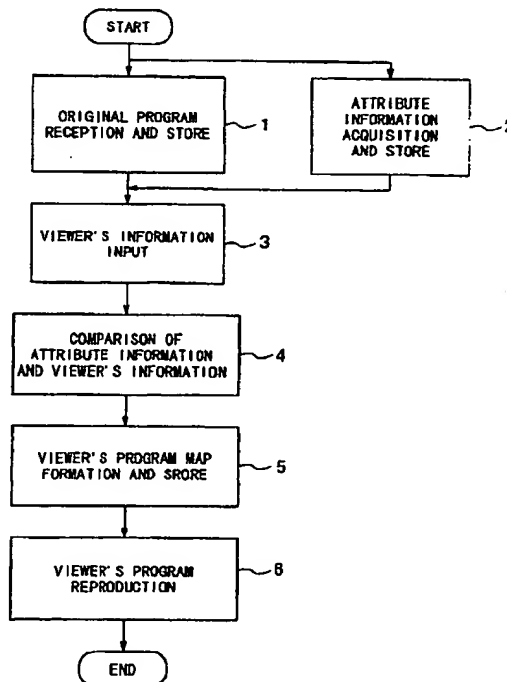 START
ORIGINAL PROGRAM
RECEPTION AND STORE
1
ATTRIBUTE
INFORMATION
ACQUISITION
AND STORE
2
VIEWER'S INFORMATION
INPUT
3
COMPARISON OF
ATTRIBUTE INFORMATION
AND VIEWER'S INFORMATION
4
VIEWER'S PROGRAM MAP
FORMATION AND SRORE
5
VIEWER'S PROGRAM
REPRODUCTION
6
END